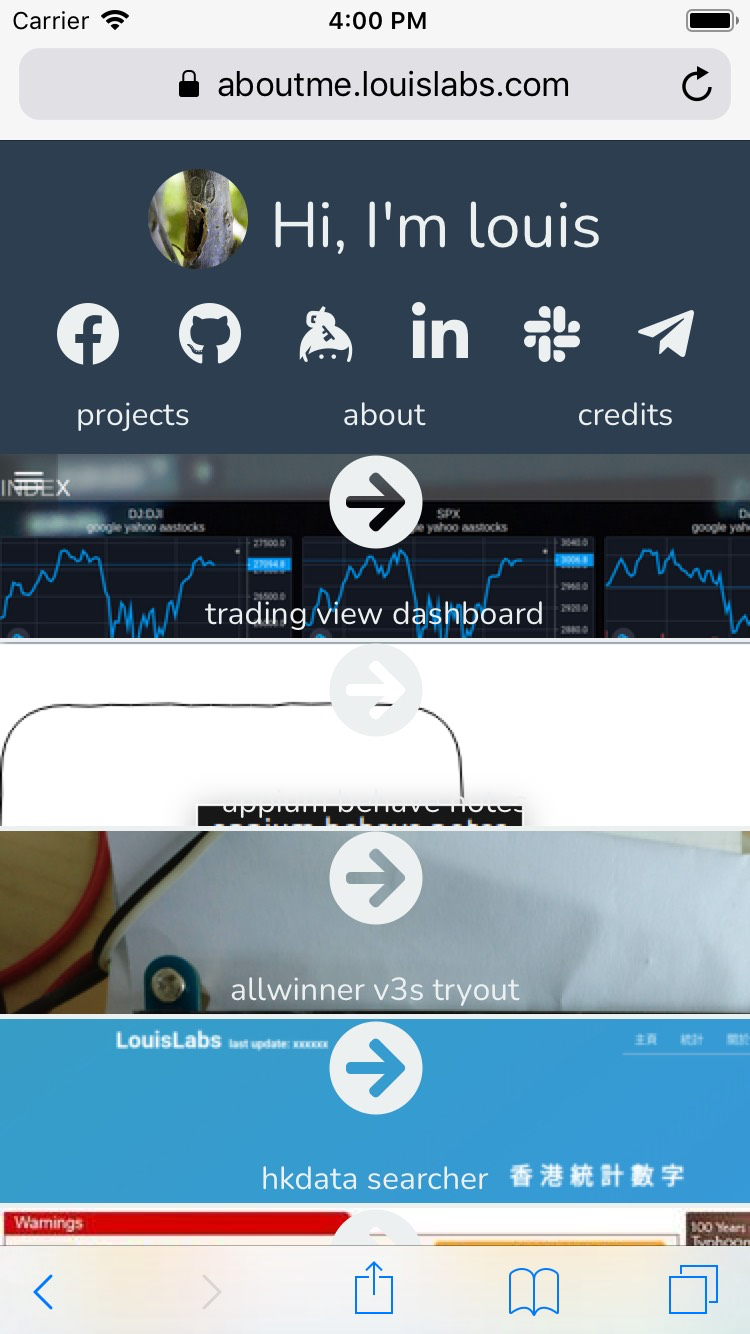 Carrier
4:00 PM
aboutme.louislabs.com
Hi, I'm louis
in
projects
about
credits
INDEX
DJ:DJI
google yahoo aastocks
SPX
e yahoo aastocks
google yah
27500.0
27094.8
26500.0
3040.0
3006.8
2960.0
2920.0
2880.0
trading view dashboard
appium behave notes
allwinner v3s tryout
LouisLabs last update: xxxxxx
主頁 統計 關於
hkdata searcher
香港統計數字
Warnings
100 Years
Typhoon